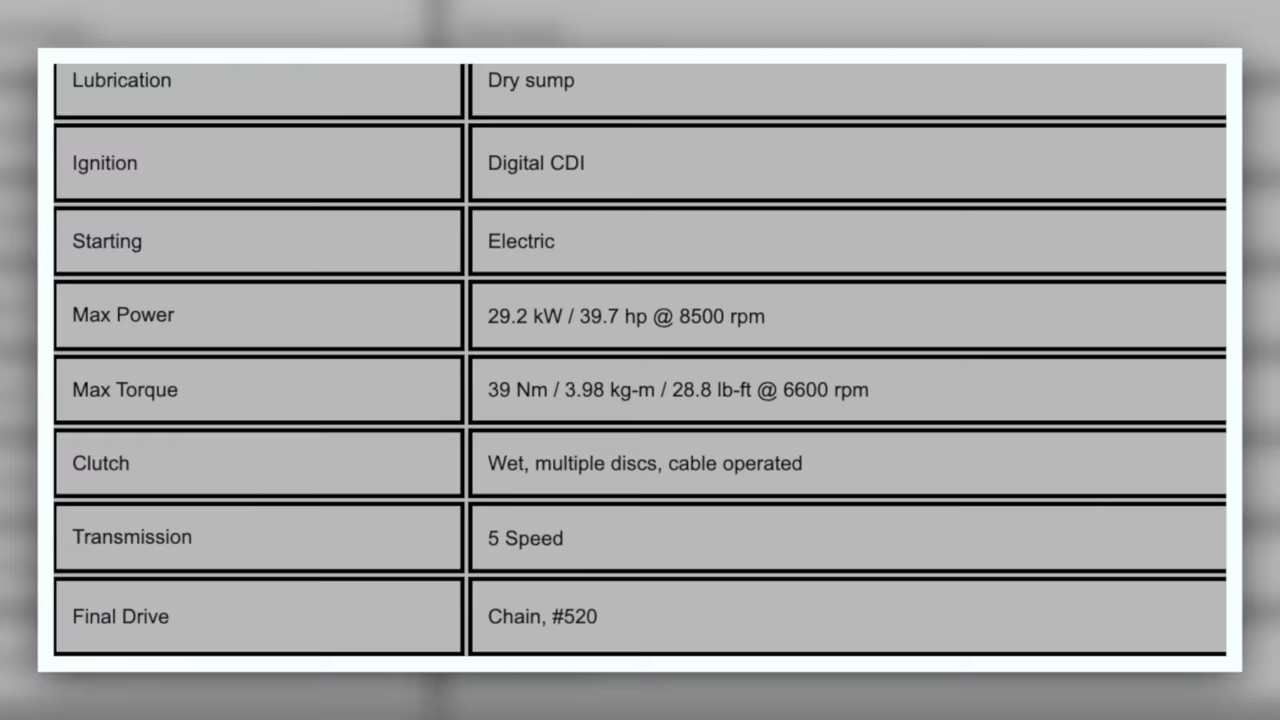 Lubrication Dry sump
Ignition Digital CDI
Starting Electric
Max Power 29.2 kW / 39.7 hp @ 8500 rpm
Max Torque 39 Nm / 3.98 kg-m / 28.8 lb-ft @ 6600 rpm
Clutch Wet, multiple discs, cable operated
Transmission 5 Speed
Final Drive Chain, #520